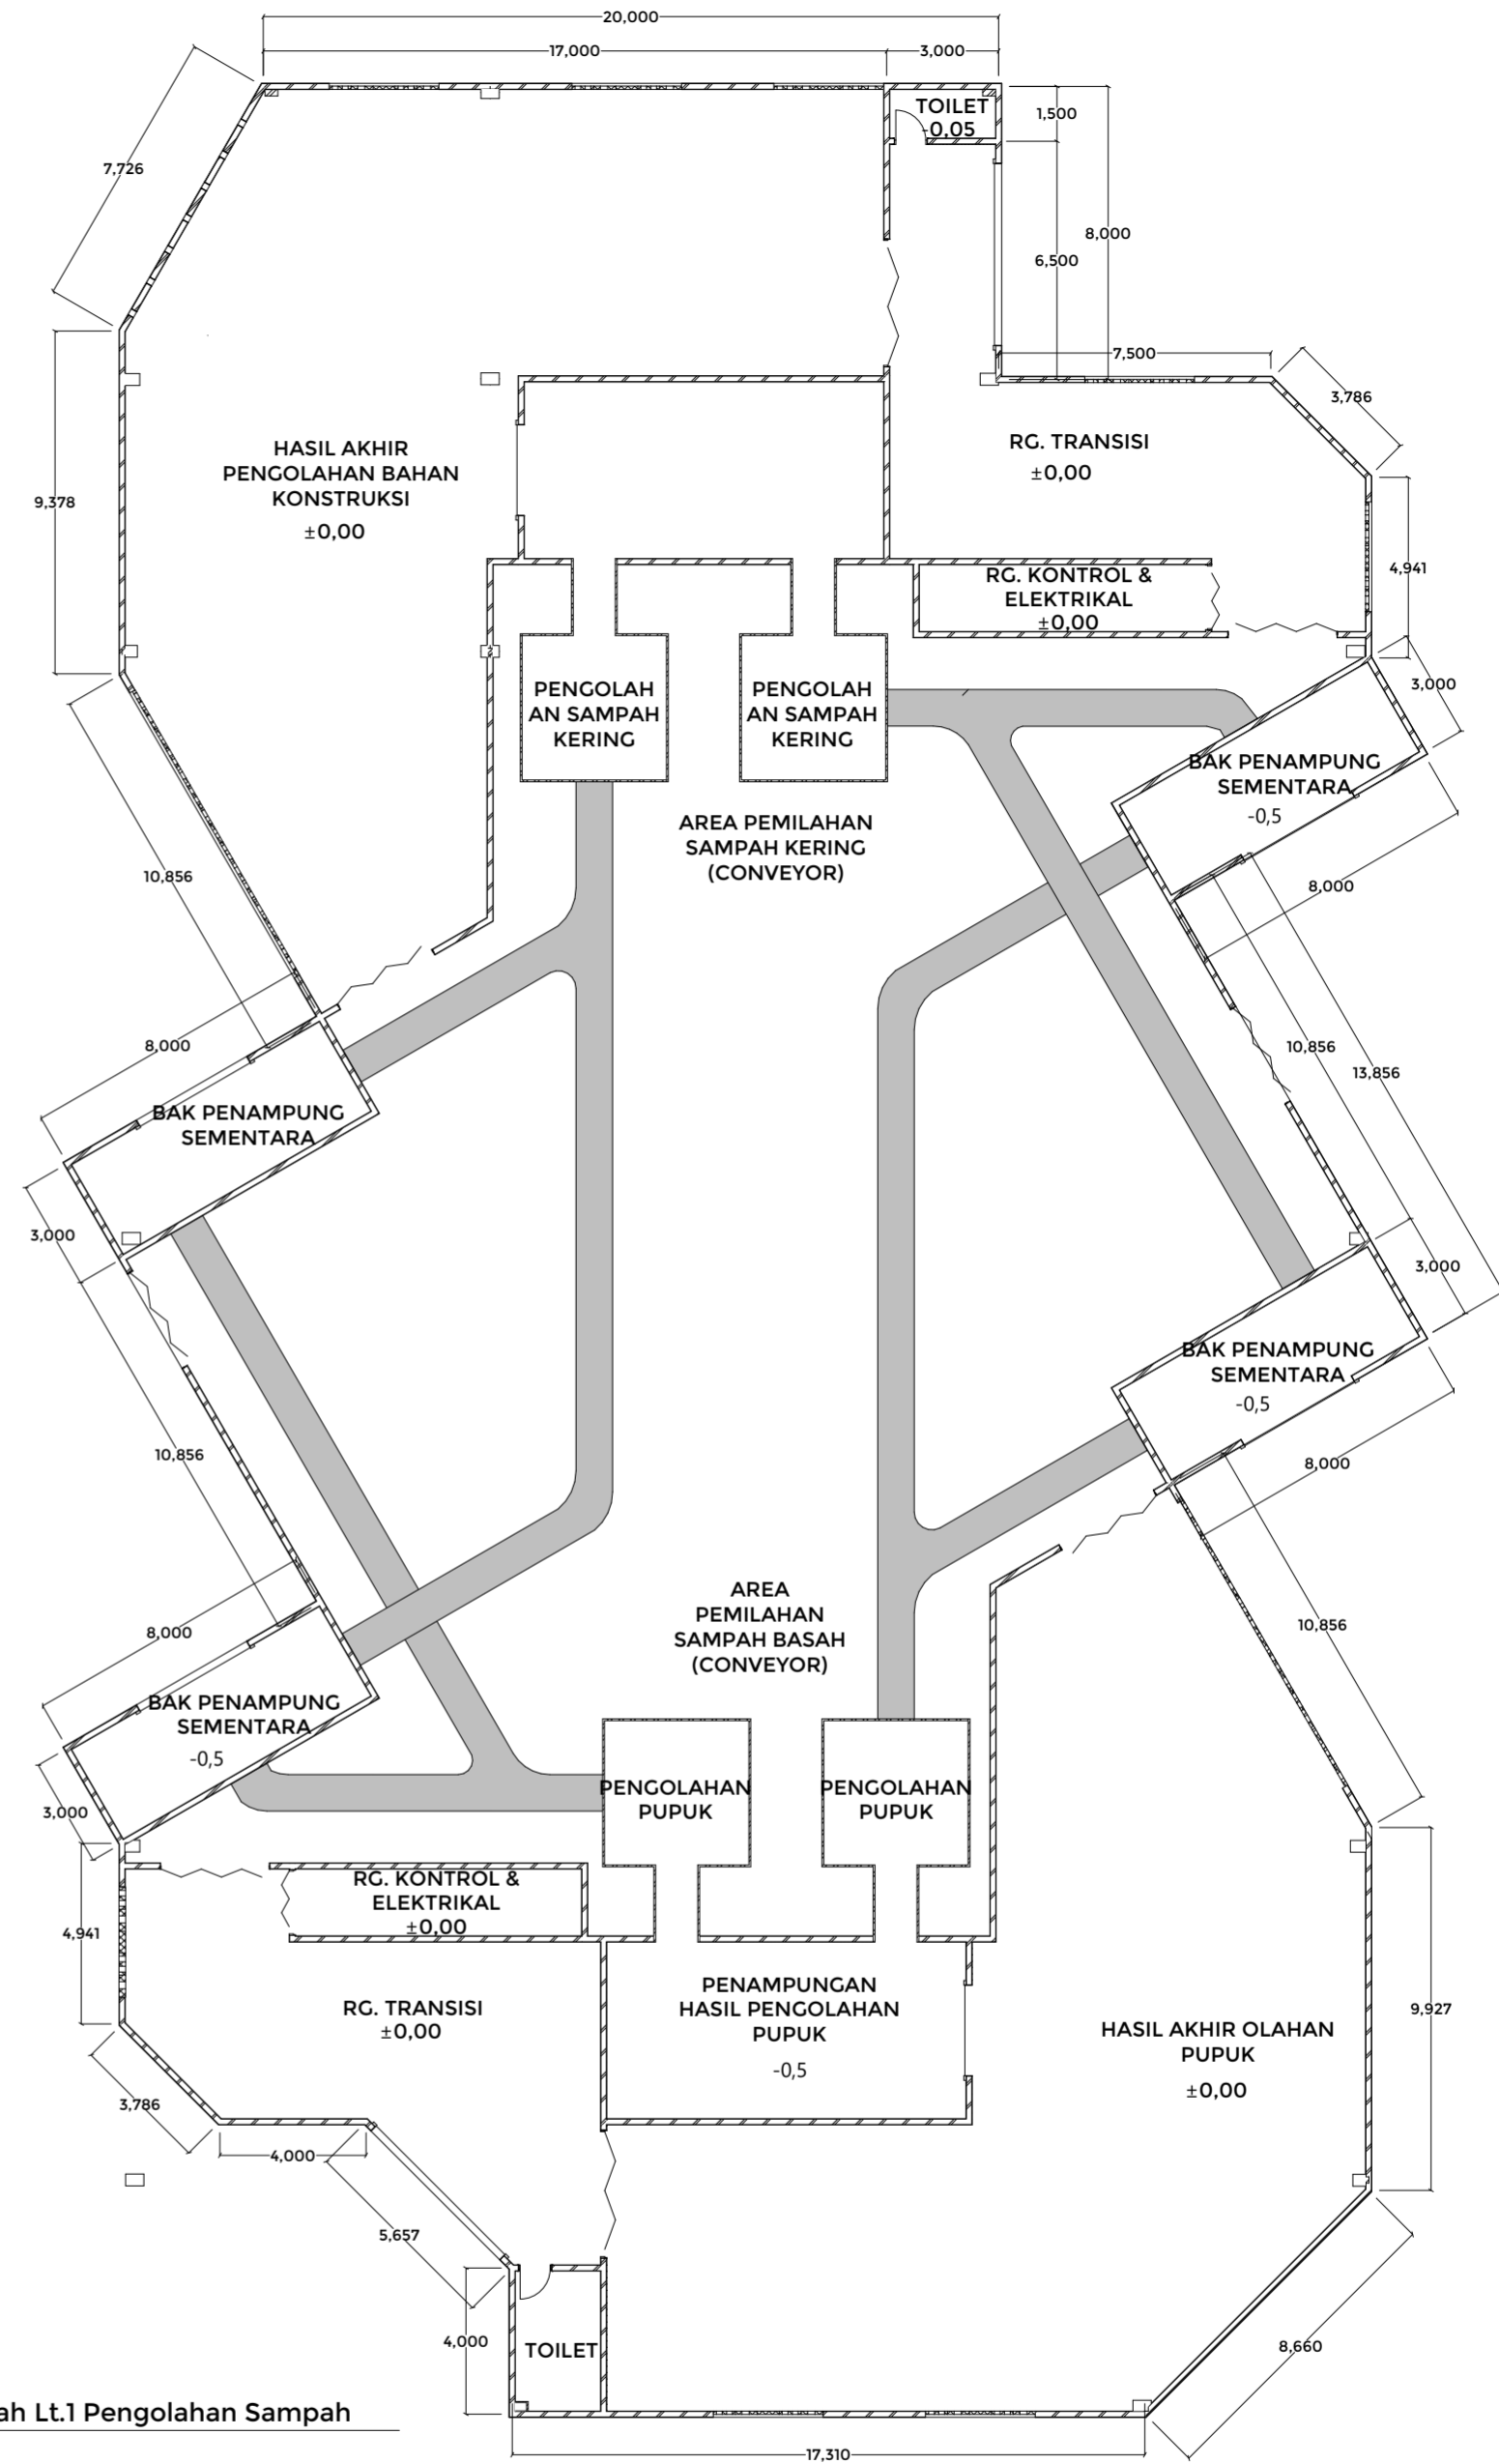 20,000
17,000
3,000
TOILET
-0,05
1,500
7,726
8,000
6,500
7,500
3,786
HASIL AKHIR
PENGOLAHAN BAHAN
KONSTRUKSI
±0,00
RG. TRANSISI
±0,00
9,378
4,941
RG. KONTROL &
ELEKTRIKAL
±0,00
PENGOLAH
AN SAMPAH
KERING
PENGOLAH
AN SAMPAH
KERING
3,000
BAK PENAMPUNG
SEMENTARA
-0,5
AREA PEMILAHAN
SAMPAH KERING
(CONVEYOR)
10,856
8,000
8,000
10,856
13,856
BAK PENAMPUNG
SEMENTARA
3,000
3,000
BAK PENAMPUNG
SEMENTARA
-0,5
10,856
8,000
AREA
PEMILAHAN
SAMPAH BASAH
(CONVEYOR)
8,000
10,856
BAK PENAMPUNG
SEMENTARA
-0,5
3,000
PENGOLAHAN
PUPUK
PENGOLAHAN
PUPUK
RG. KONTROL &
ELEKTRIKAL
±0,00
4,941
RG. TRANSISI
±0,00
PENAMPUNGAN
HASIL PENGOLAHAN
PUPUK
-0,5
HASIL AKHIR OLAHAN
PUPUK
±0,00
9,927
3,786
4,000
5,657
4,000
TOILET
8,660
ah Lt.1 Pengolahan Sampah
17,310